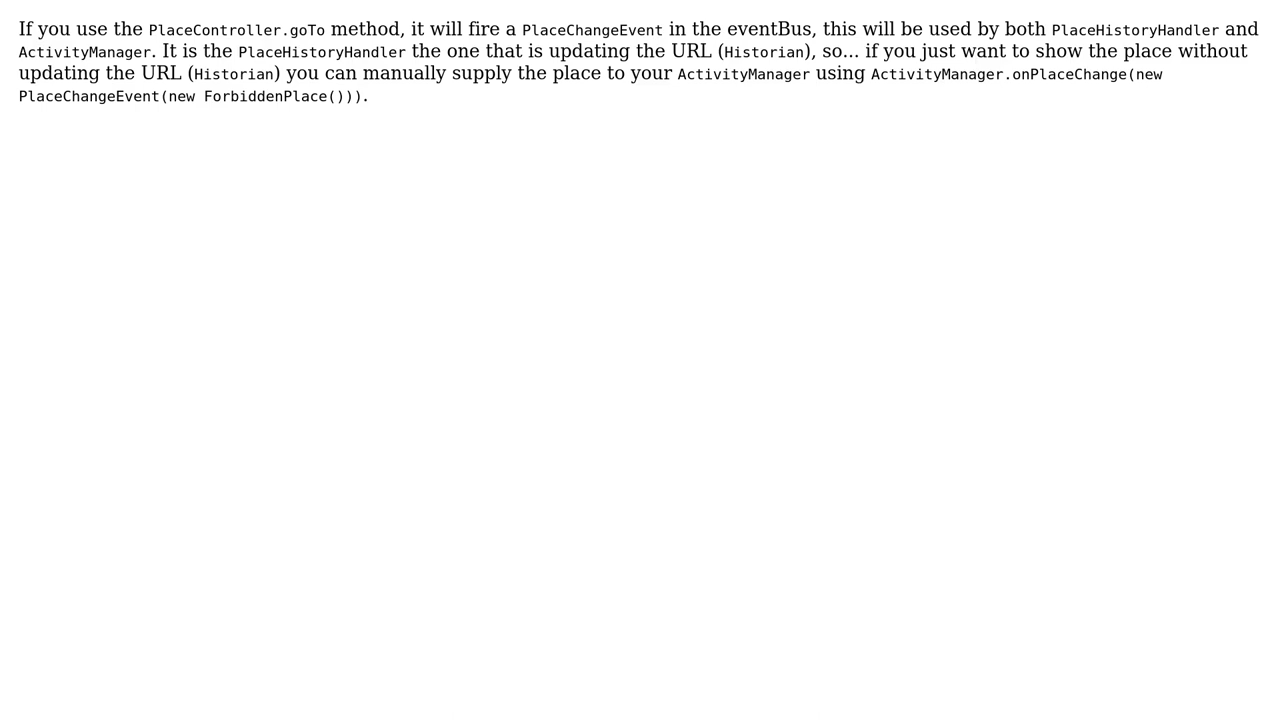 If you use the PlaceController.goTo method, it will fire a PlaceChangeEvent in the eventBus, this will be used by both PlaceHistoryHandler and
ActivityManager. It is the PlaceHistoryHandler the one that is updating the URL (Historian), so... if you just want to show the place without
updating the URL (Historian) you can manually supply the place to your ActivityManager using ActivityManager.onPlaceChange(new
PlaceChangeEvent(new ForbiddenPlace())).